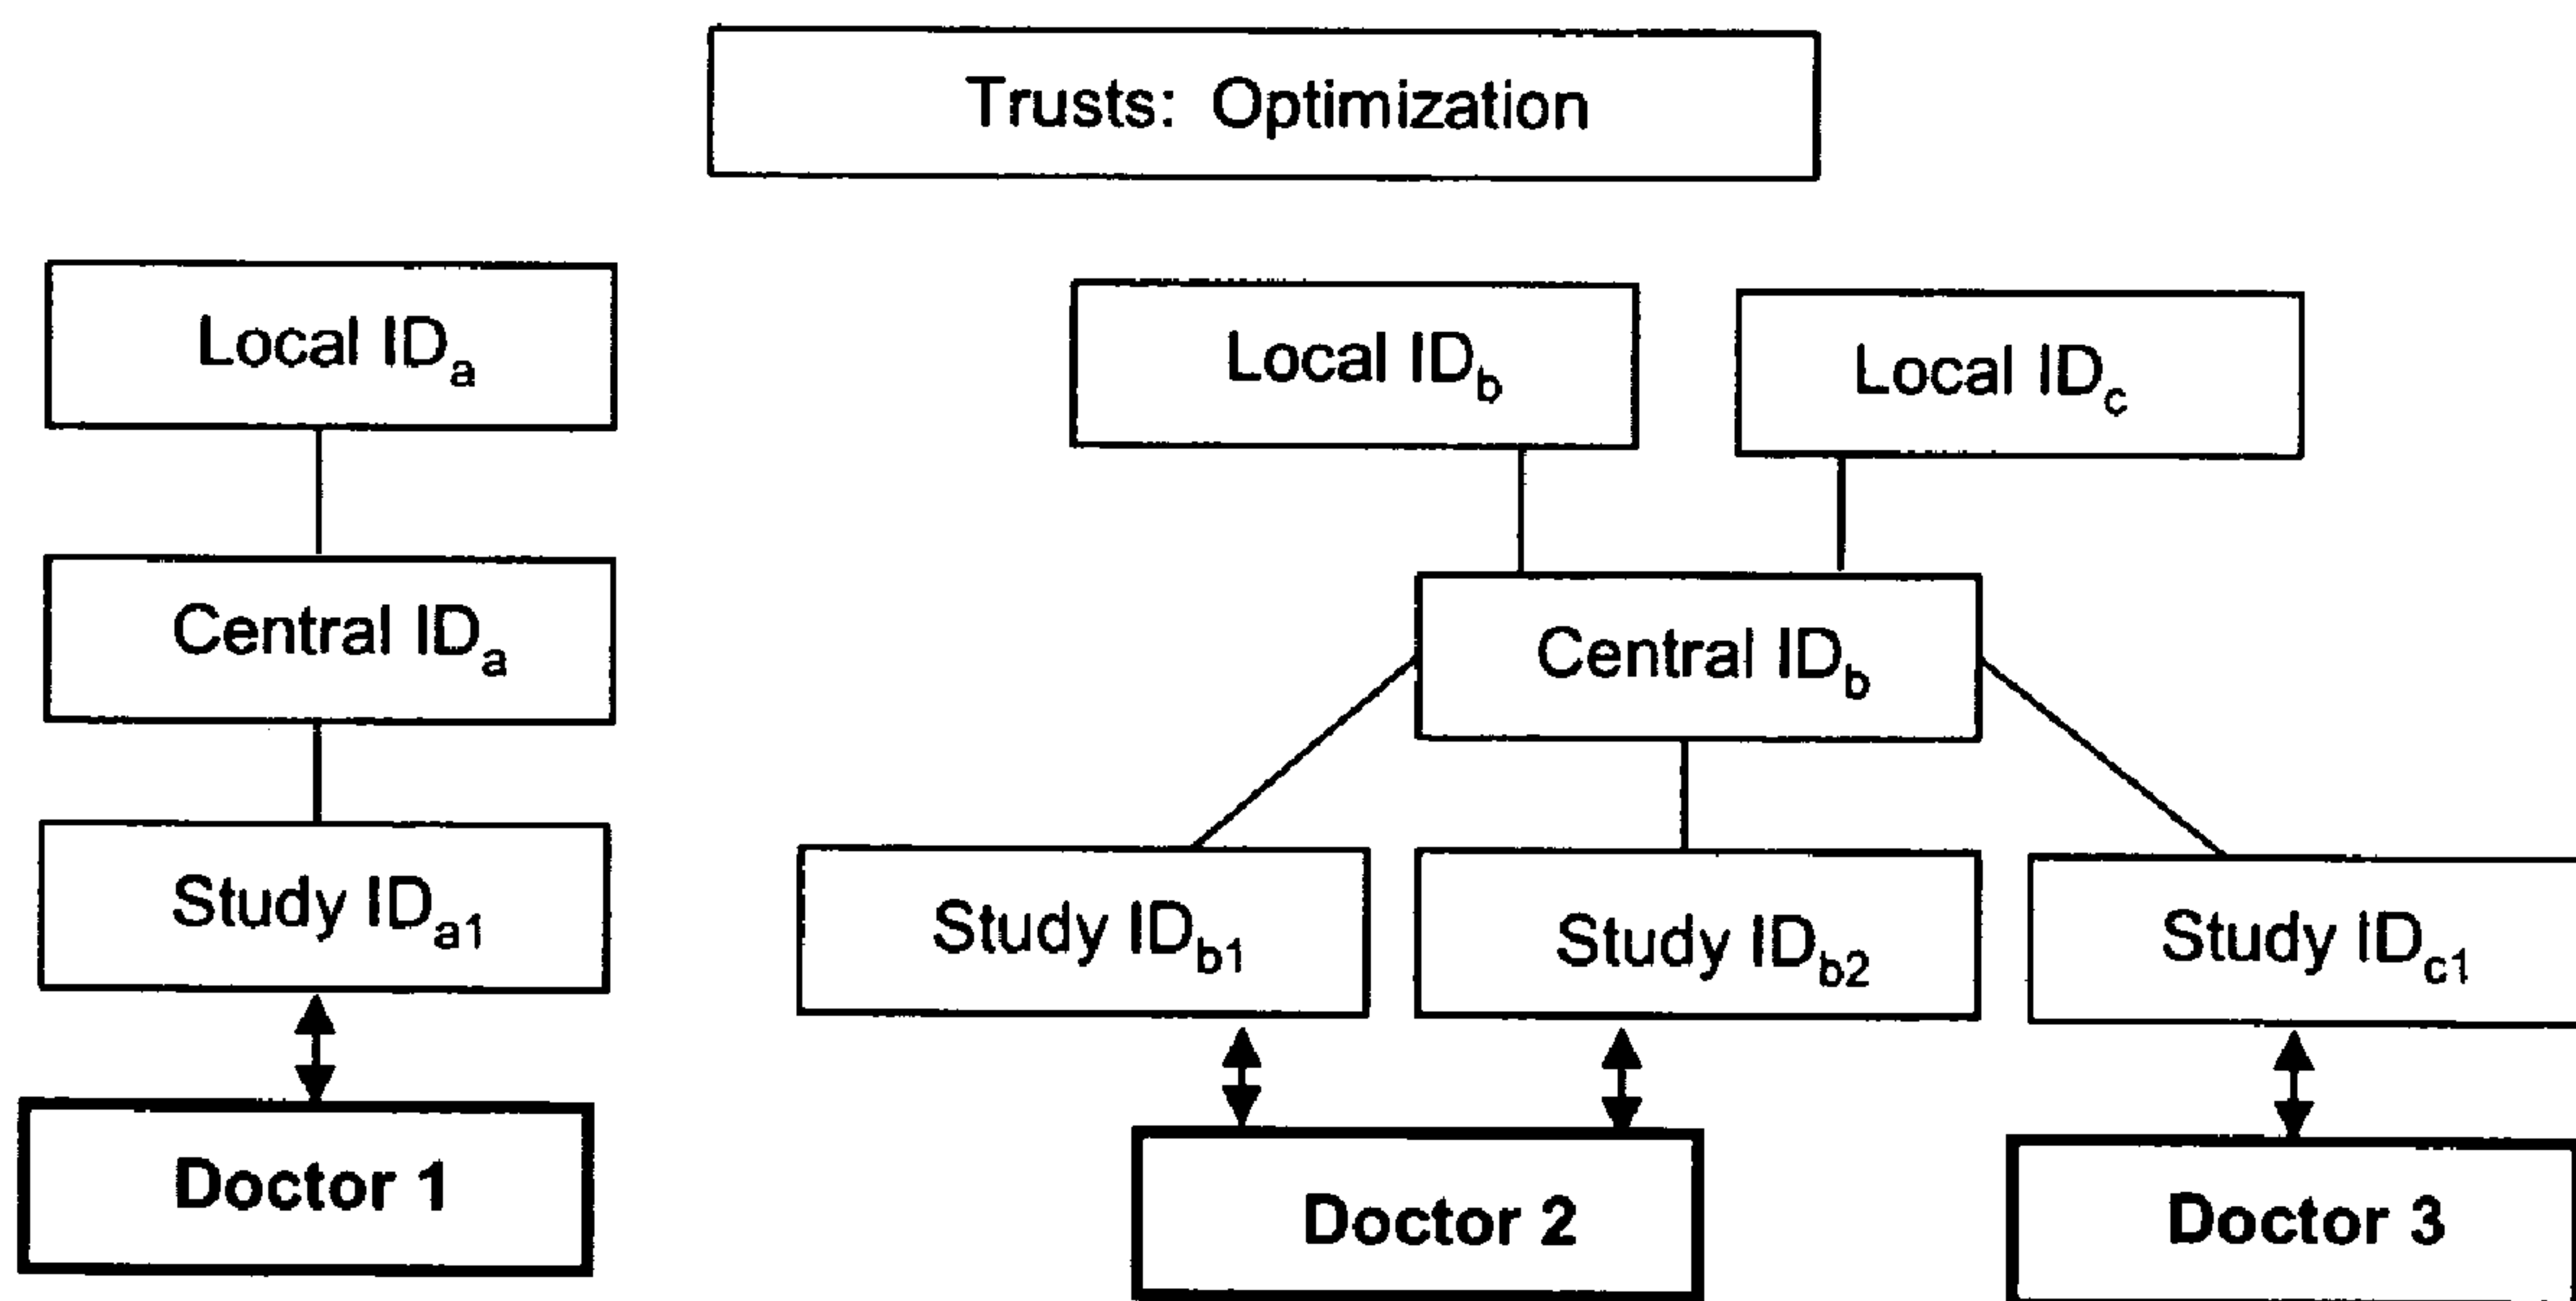 Trusts: Optimization
Local IDa
Local IDb
Local IDc
Central IDa
Central IDb
Study IDa1
Study IDb1
Study IDb2
Study IDc1
Doctor 1
Doctor 2
Doctor 3